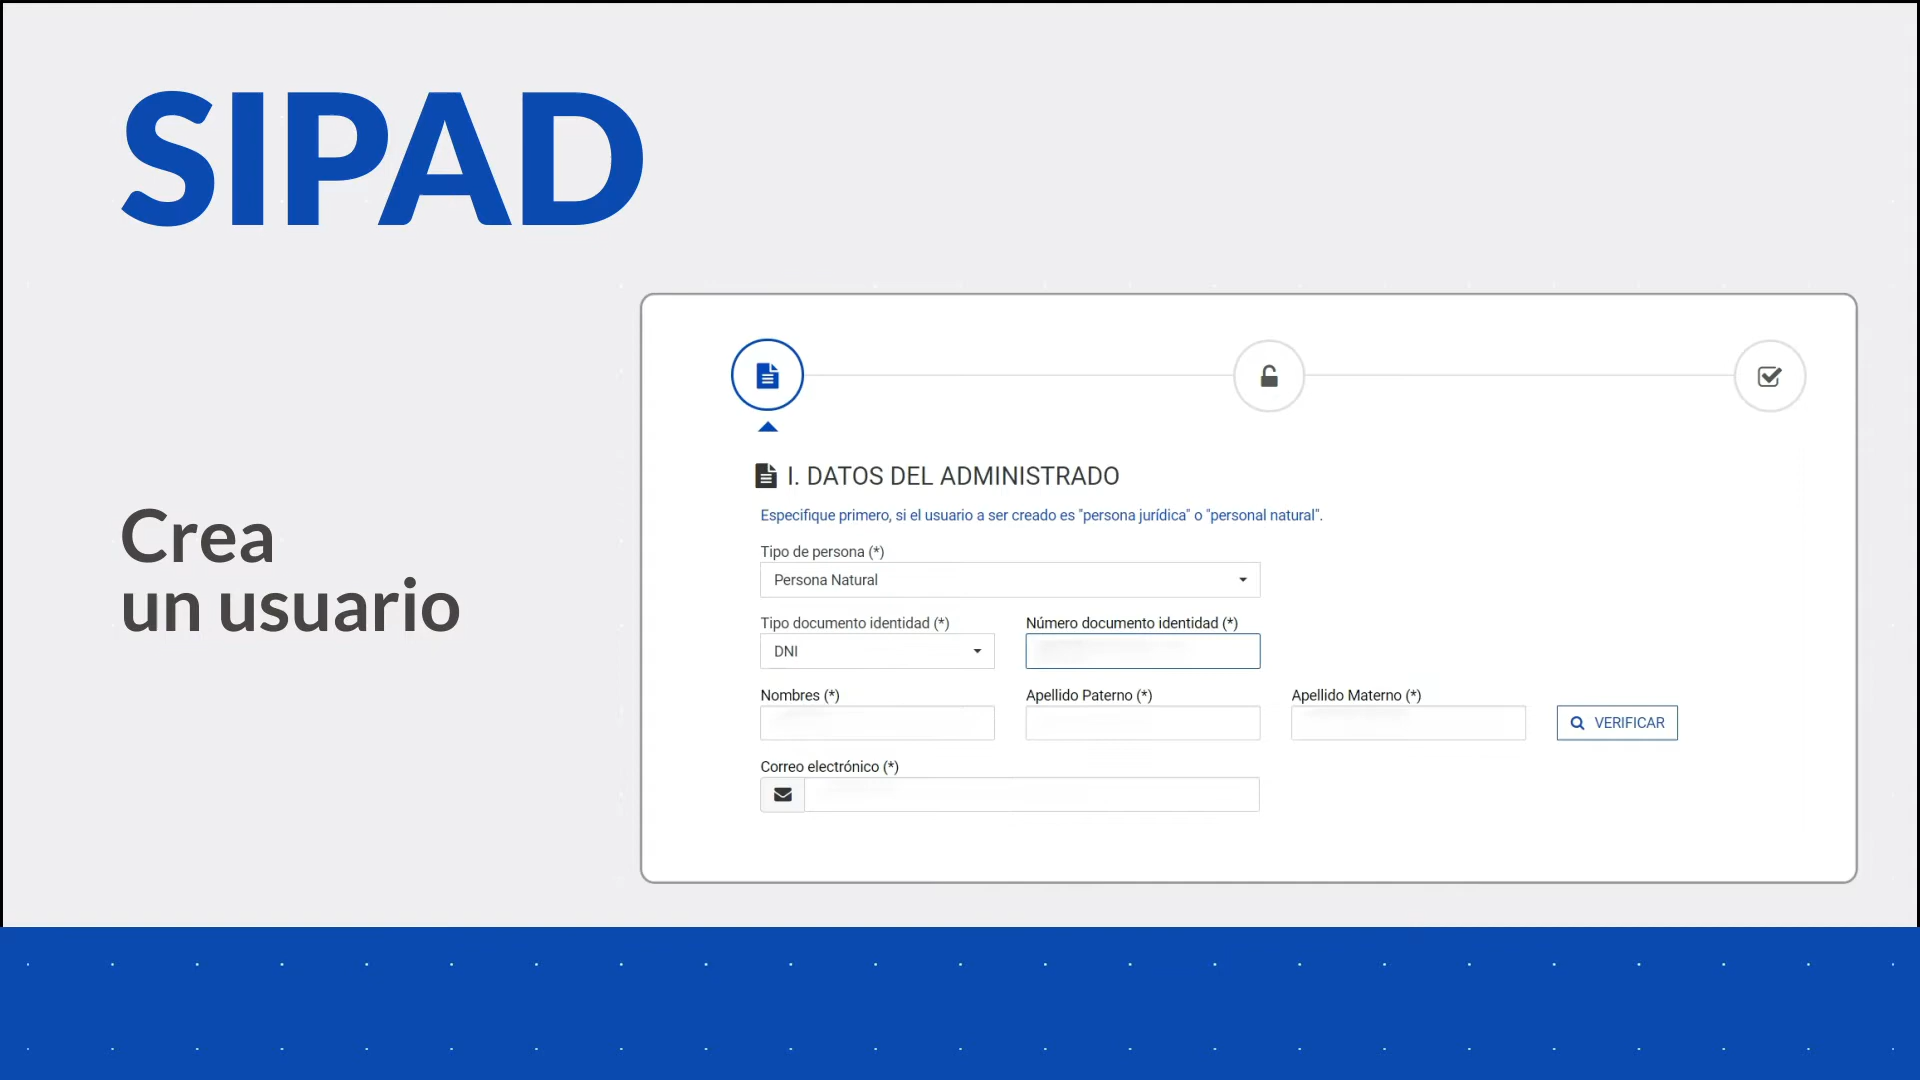 SIPAD
Crea
un usuario
I. DATOS DEL ADMINISTRADO
Especifique primero, si el usuario a ser creado es "persona jurídica" o "personal natural".
Tipo de persona (*)
Persona Natural
Tipo documento identidad (*)
Número documento identidad (*)
DNI
Nombres (*)
Apellido Paterno (*)
Apellido Materno (*)
VERIFICAR
Correo electrónico (*)